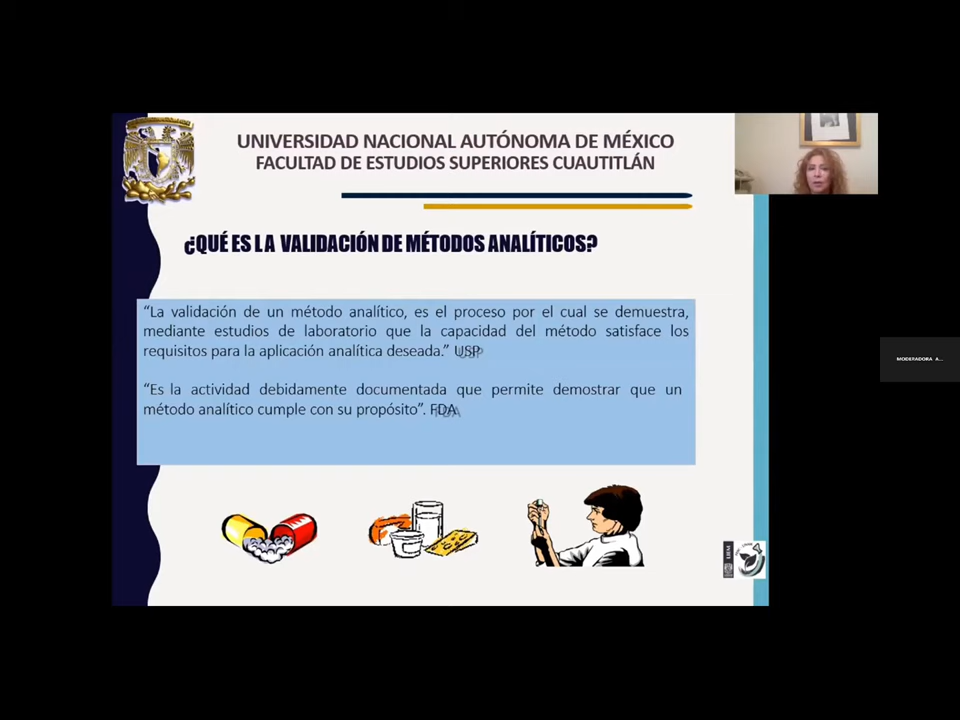 UNIVERSIDAD NACIONAL AUTÓNOMA DE MÉXICO
FACULTAD DE ESTUDIOS SUPERIORES CUAUTITLÁN
¿QUÉ ES LA VALIDACIÓN DE MÉTODOS ANALÍTICOS?
“La validación de un método analítico, es el proceso por el cual se demuestra,
mediante estudios de laboratorio que la capacidad del método satisface los
requisitos para la aplicación analítica deseada.” USP
“Es la actividad debidamente documentada que permite demostrar que un
método analítico cumple con su propósito”. FDA
MODERADORA A...